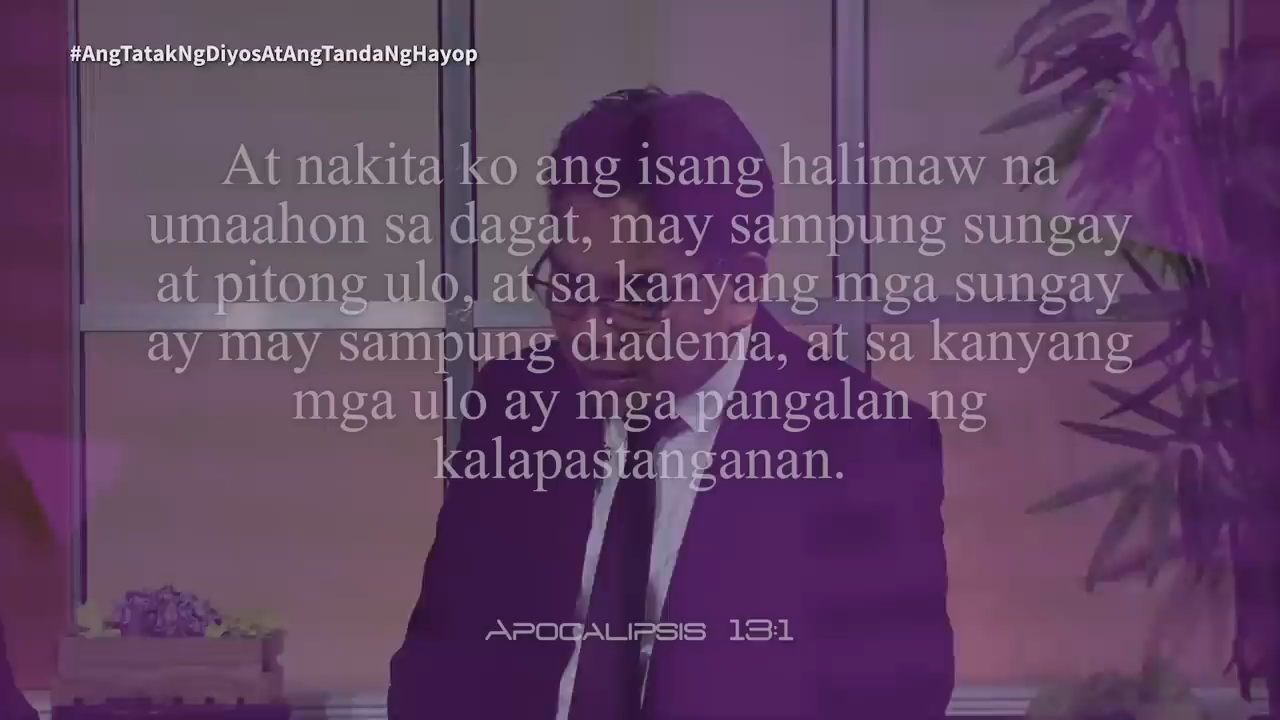 #AngTatakNgDiyosAtAngTandaNgHayop
At nakita ko ang isang halimaw na
umaahon sa dagat, may sampung sungay
at pitong ulo, at sa kanyang mga sungay
ay may sampung diadema, at sa kanyang
mga ulo ay mga pangalan ng
kalapastanganan.
Apocalipsis 13:1